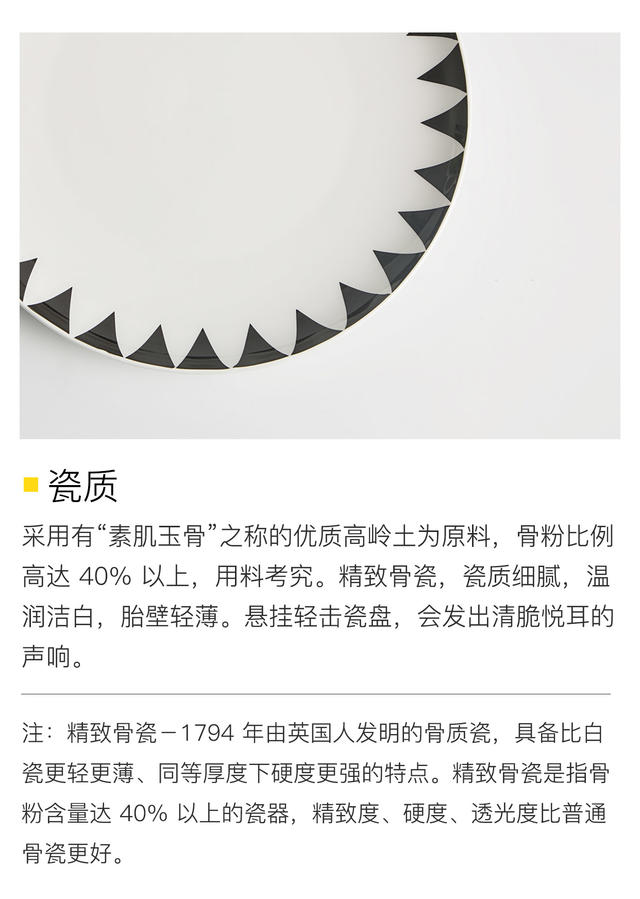 瓷质
采用有“素肌玉骨”之称的优质高岭土为原料，骨粉比例
高达 40% 以上，用料考究。精致骨瓷，瓷质细腻，温
润洁白，胎壁轻薄。悬挂轻击瓷盘，会发出清脆悦耳的
声响。
注：精致骨瓷－1794 年由英国人发明的骨质瓷，具备比白
瓷更轻更薄、同等厚度下硬度更强的特点。精致骨瓷是指骨
粉含量达 40% 以上的瓷器，精致度、硬度、透光度比普通
骨瓷更好。